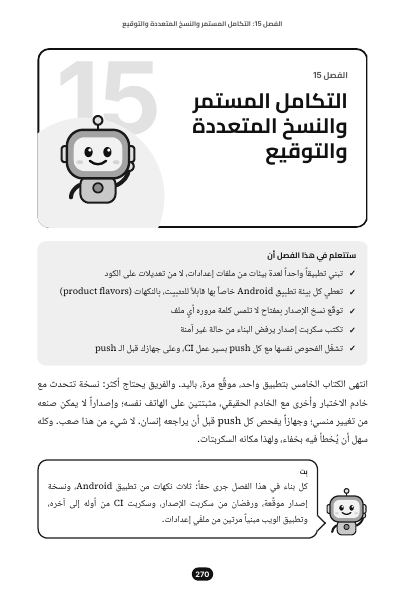 الفصل 15: التكامل المستمر والنسخ المتعددة والتوقيع
15
الفصل 15
التكامل المستمر
والنسخ المتعددة
والتوقيع
ستتعلم في هذا الفصل أن
✓ تبني تطبيقاً واحداً لعدة بيئات من ملفات إعدادات، لا من تعديلات على الكود
✓ تعطي كل بيئة تطبيق Android خاصاً بها قابلاً للتثبيت، بالنكهات (product flavors)
✓ توقّع نسخ الإصدار بمفتاح لا تلمس كلمة مروره أي ملف
✓ تكتب سكربت إصدار يرفض البناء من حالة غير آمنة
✓ تشغّل الفحوص نفسها مع كل push بسير عمل CI، وعلى جهازك قبل الـ push
انتهى الكتاب الخامس بتطبيق واحد، موقَّع مرة، باليد. والفريق يحتاج أكثر: نسخة تتحدث مع
خادم الاختبار وأخرى مع الخادم الحقيقي، مثبتتين على الهاتف نفسه؛ وإصداراً لا يمكن صنعه
من تغيير منسي؛ وجهازاً يفحص كل push قبل أن يراجعه إنسان. لا شيء من هذا صعب. وكله
سهل أن يُخطأ فيه بخفاء، ولهذا مكانه السكربتات.
بِت
كل بناء في هذا الفصل جرى حقاً: ثلاث نكهات من تطبيق Android، ونسخة
إصدار موقّعة، ورفضان من سكربت الإصدار، وسكربت CI من أوله إلى آخره،
وتطبيق الويب مبنياً مرتين من ملفي إعدادات.
270